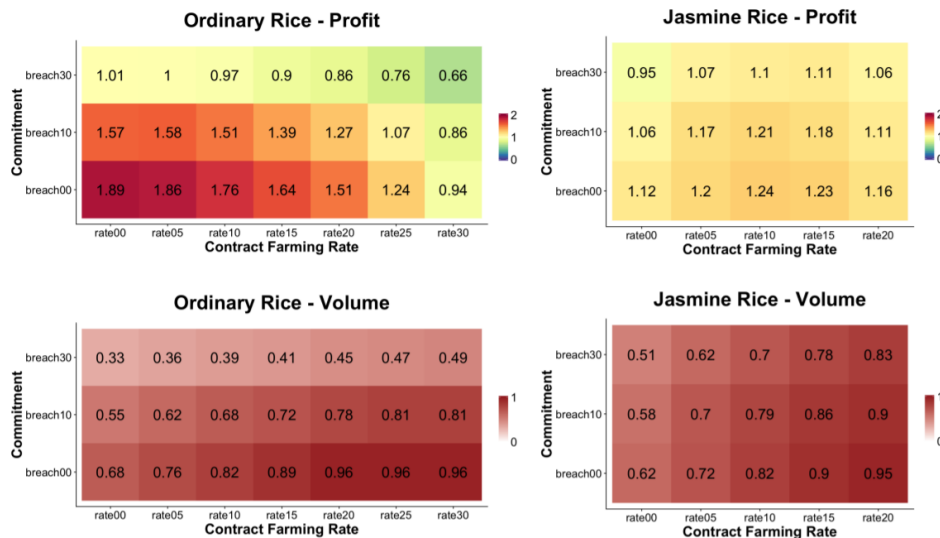 Ordinary Rice - Profit
Commitment
breach30 1.01 1 0.97 0.9 0.86 0.76 0.66
breach10 1.57 1.58 1.51 1.39 1.27 1.07 0.86
breach00 1.89 1.86 1.76 1.64 1.51 1.24 0.94
rate00 rate05 rate10 rate15 rate20 rate25 rate30
Contract Farming Rate
2
1
0
Jasmine Rice - Profit
Commitment
breach30 0.95 1.07 1.1 1.11 1.06
breach10 1.06 1.17 1.21 1.18 1.11
breach00 1.12 1.2 1.24 1.23 1.16
rate00 rate05 rate10 rate15 rate20
Contract Farming Rate
2
1
0
Ordinary Rice - Volume
Commitment
breach30 0.33 0.36 0.39 0.41 0.45 0.47 0.49
breach10 0.55 0.62 0.68 0.72 0.78 0.81 0.81
breach00 0.68 0.76 0.82 0.89 0.96 0.96 0.96
rate00 rate05 rate10 rate15 rate20 rate25 rate30
Contract Farming Rate
1
0
Jasmine Rice - Volume
Commitment
breach30 0.51 0.62 0.7 0.78 0.83
breach10 0.58 0.7 0.79 0.86 0.9
breach00 0.62 0.72 0.82 0.9 0.95
rate00 rate05 rate10 rate15 rate20
Contract Farming Rate
1
0